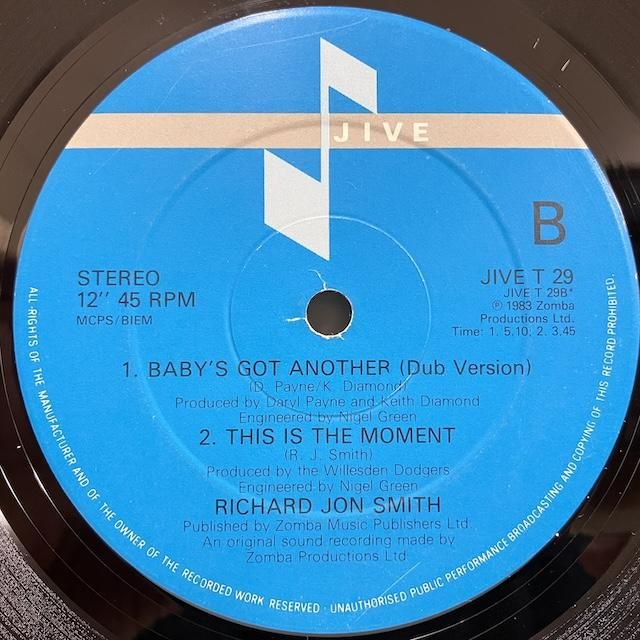 JIVE
B
STEREO
12'' 45 RPM
MCPS/BIEM
JIVE T 29
JIVE T 29B*
℗ 1983 Zomba
Productions Ltd.
Time: 1. 5.10, 2. 3.45
1. BABY'S GOT ANOTHER (Dub Version)
(D. Payne/K. Diamond)
Produced by Daryl Payne and Keith Diamond
Engineered by Nigel Green
2. THIS IS THE MOMENT
(R. J. Smith)
Produced by the Willesden Dodgers
Engineered by Nigel Green
RICHARD JON SMITH
Published by Zomba Music Publishers Ltd.
An original sound recording made by
Zomba Productions Ltd
ALL RIGHTS OF THE MANUFACTURER AND OF THE OWNER OF THE RECORDED WORK RESERVED · UNAUTHORISED PUBLIC PERFORMANCE BROADCASTING AND COPYING OF THIS RECORD PROHIBITED.